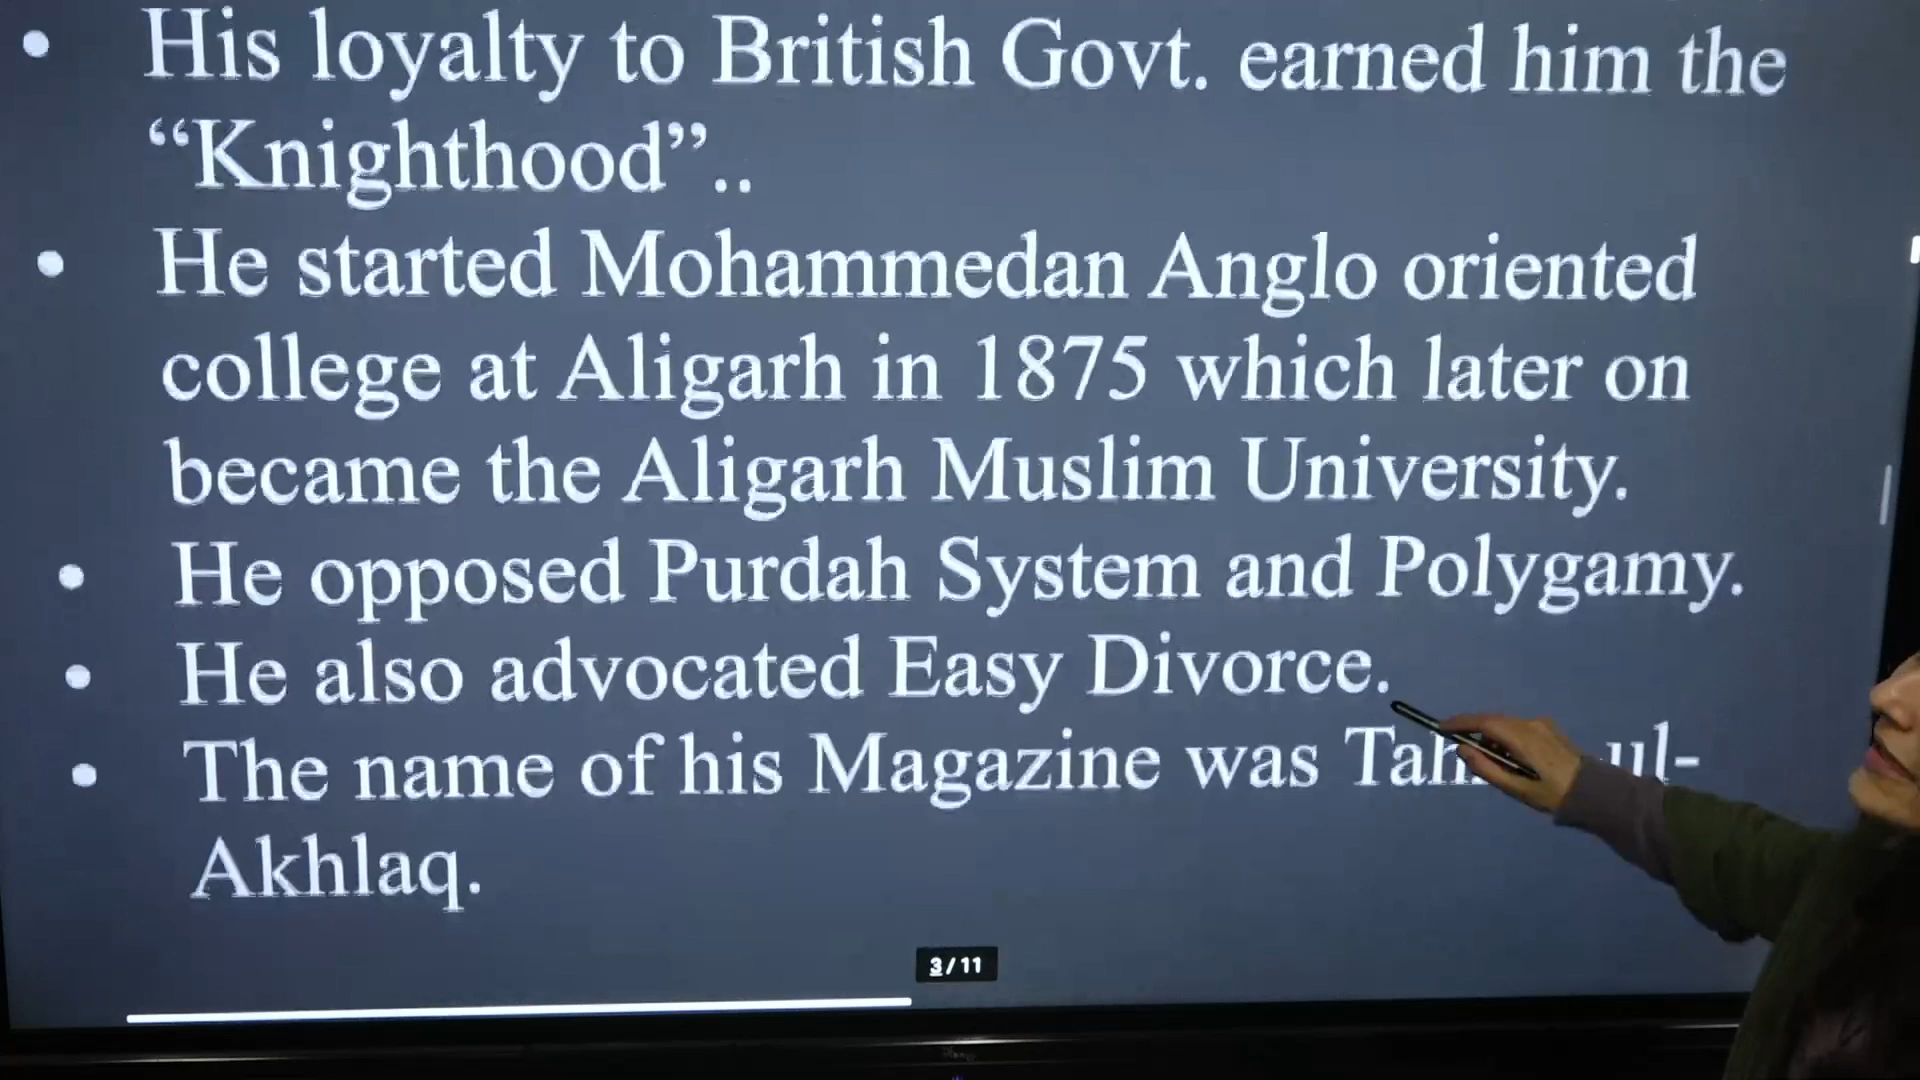 • His loyalty to British Govt. earned him the
“Knighthood”..
• He started Mohammedan Anglo oriented
college at Aligarh in 1875 which later on
became the Aligarh Muslim University.
• He opposed Purdah System and Polygamy.
• He also advocated Easy Divorce.
• The name of his Magazine was ul-
Akhlaq.
3/11